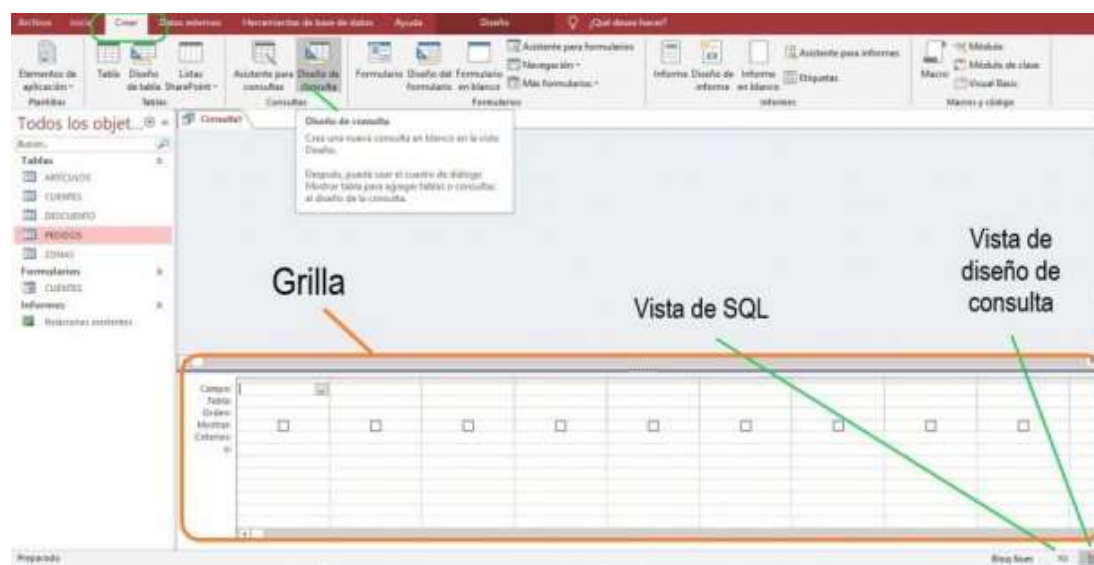 Archivo Inicio Crear Datos externos Herramientas de base de datos Ayuda Diseño ¿Qué desea hacer?
Elementos de aplicación
Tabla
Diseño de tabla
Listas SharePoint
Asistente para consultas
Diseño de consulta
Formulario
Diseño del formulario
Formulario en blanco
Asistente para formularios
Navegación
Más formularios
Informe
Diseño de informe
Informe en blanco
Asistente para informes
Etiquetas
Macro
Módulo
Módulo de clase
Visual Basic
Plantillas Tablas Consultas Formularios Informes Macros y código
Todos los objet...
Buscar...
Tablas
ARTÍCULOS
CLIENTES
DESCUENTO
PEDIDOS
ZONAS
Formularios
CLIENTES
Informes
Relaciones existentes
Consulta1
Diseño de consulta
Crea una nueva consulta en blanco en la vista
Diseño.
Después, puede usar el cuadro de diálogo
Mostrar tabla para agregar tablas o consultas
al diseño de la consulta.
Grilla
Vista de SQL
Vista de
diseño de
consulta
Campo:
Tabla:
Orden:
Mostrar:
Criterios:
o:
Preparado
Bloq Num